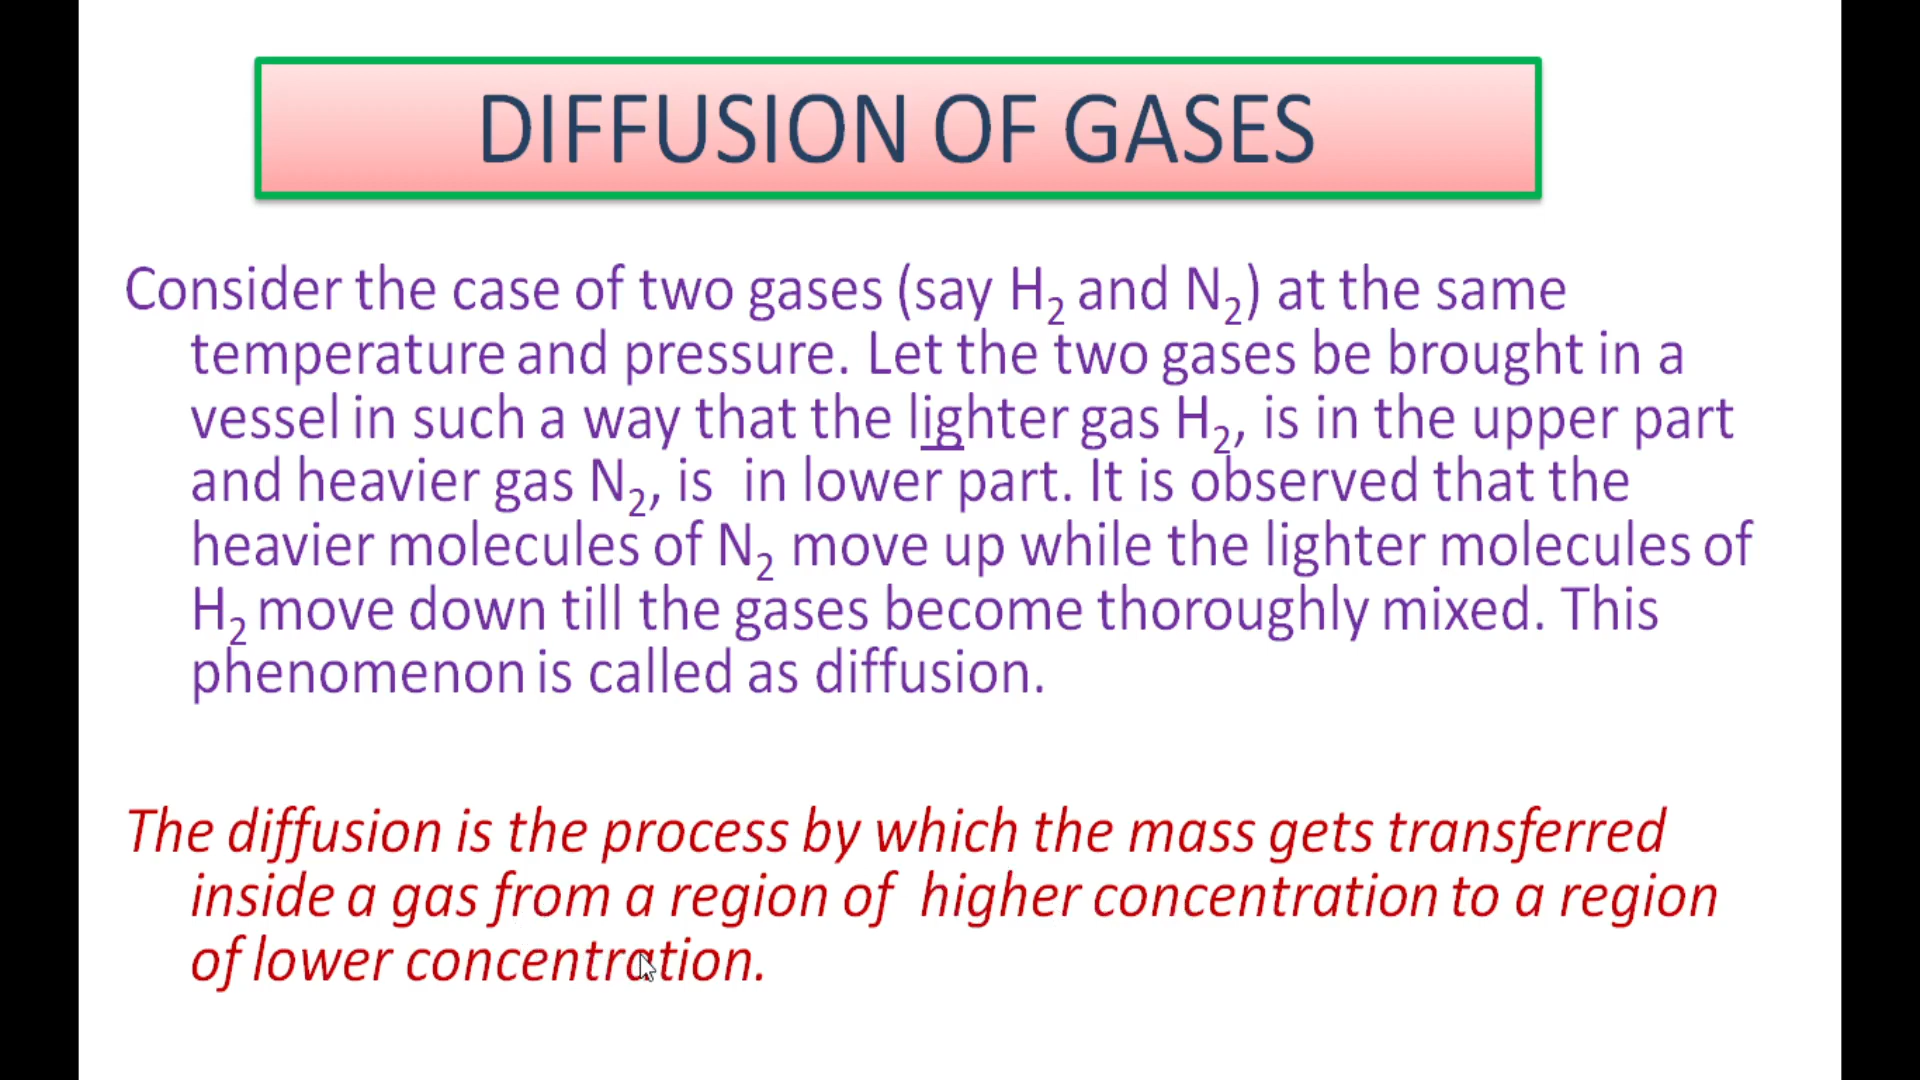 DIFFUSION OF GASES
Consider the case of two gases (say H₂ and N₂) at the same
temperature and pressure. Let the two gases be brought in a
vessel in such a way that the lighter gas H₂, is in the upper part
and heavier gas N₂, is in lower part. It is observed that the
heavier molecules of N₂ move up while the lighter molecules of
H₂ move down till the gases become thoroughly mixed. This
phenomenon is called as diffusion.
The diffusion is the process by which the mass gets transferred
inside a gas from a region of higher concentration to a region
of lower concentration.